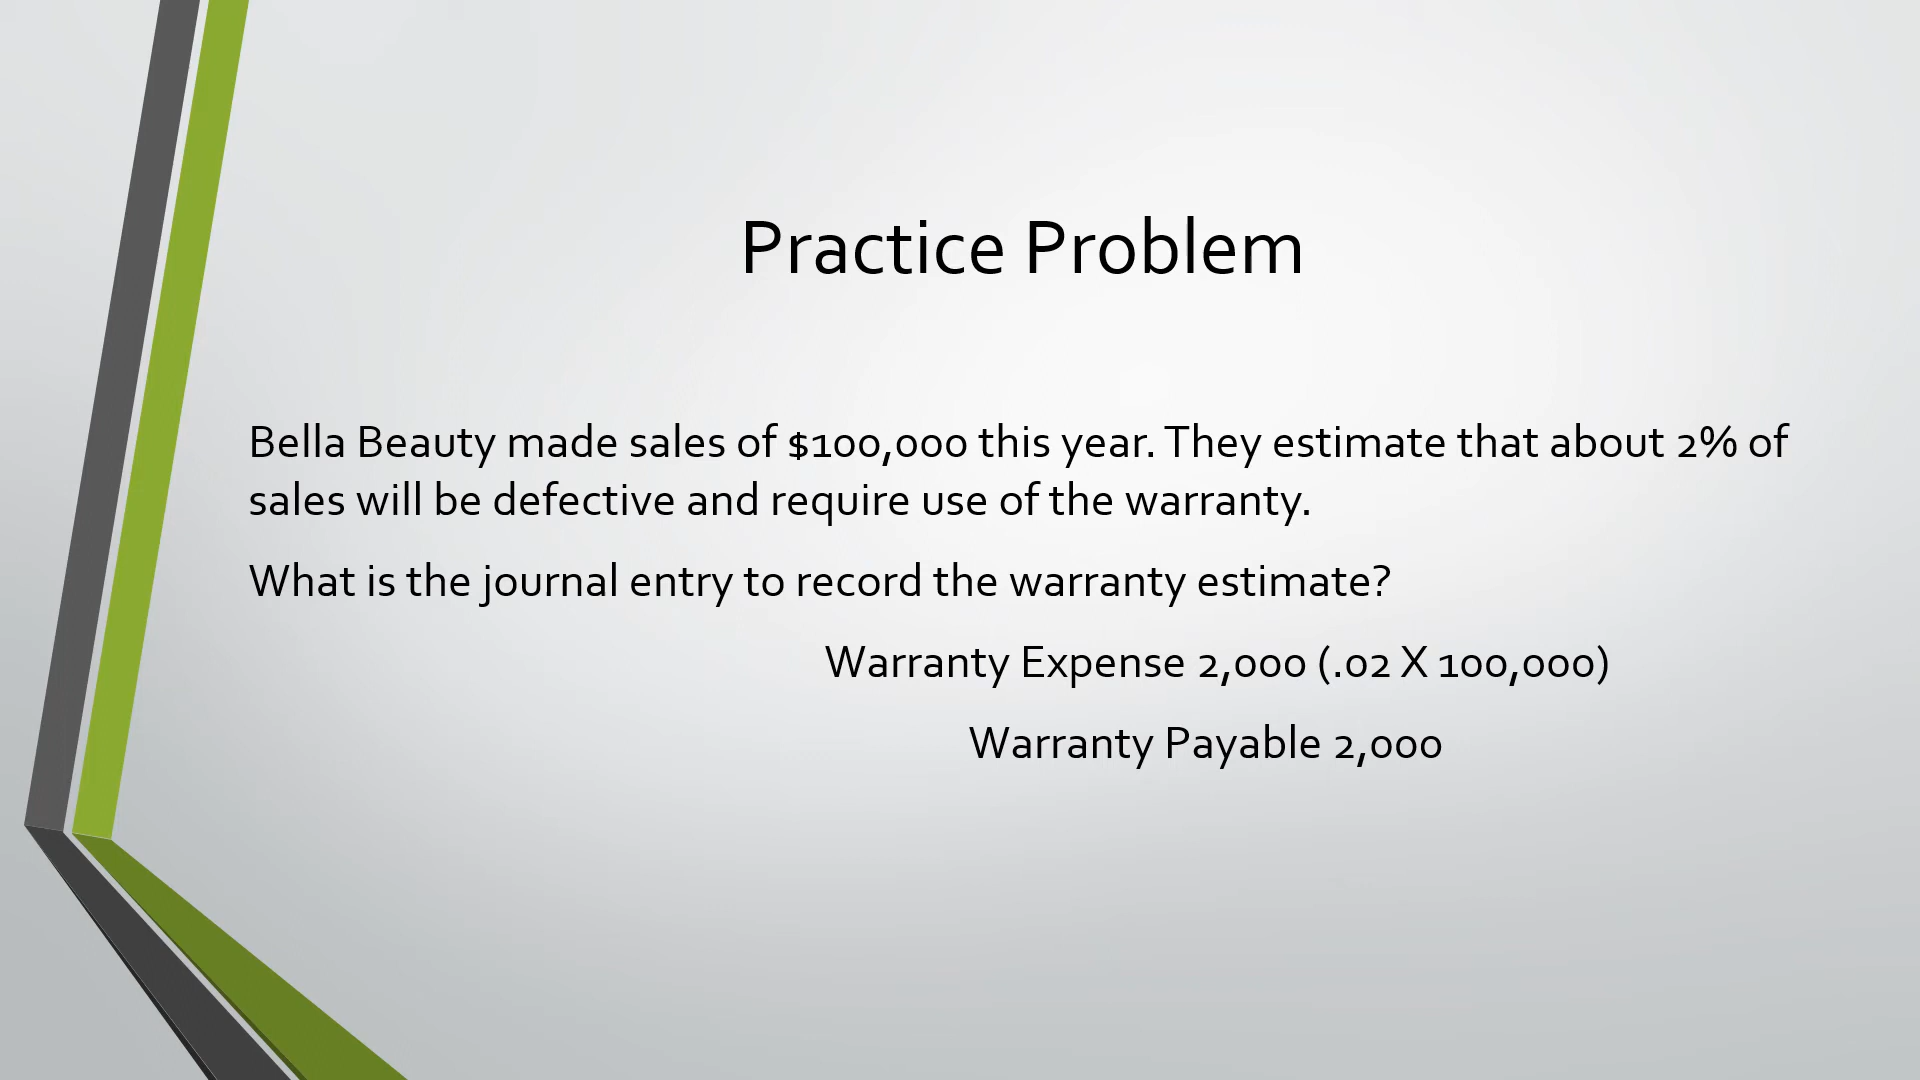 Practice Problem
Bella Beauty made sales of $100,000 this year. They estimate that about 2% of
sales will be defective and require use of the warranty.
What is the journal entry to record the warranty estimate?
Warranty Expense 2,000 (.02 X 100,000)
Warranty Payable 2,000